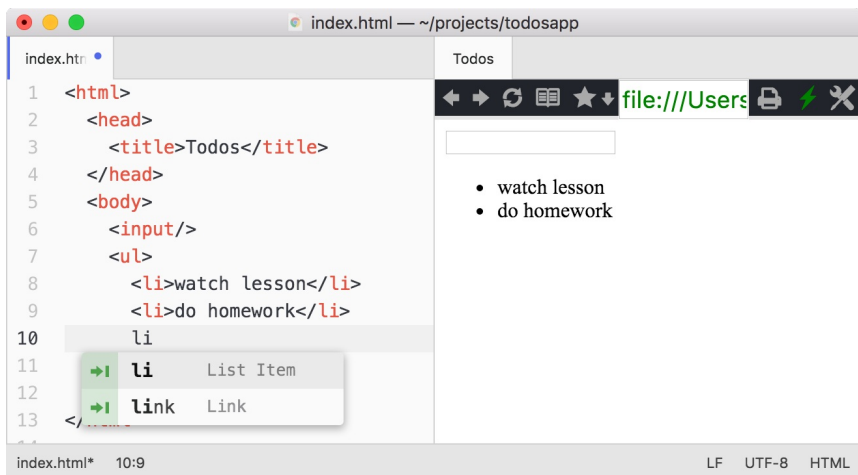 index.html — ~/projects/todosapp
index.htm
Todos
file:///Users
1 <html>
2 <head>
3 <title>Todos</title>
4 </head>
5 <body>
6 <input/>
7 <ul>
8 <li>watch lesson</li>
9 <li>do homework</li>
10 li
11 li List Item
12 link Link
13 </
• watch lesson
• do homework
index.html* 10:9
LF UTF-8 HTML